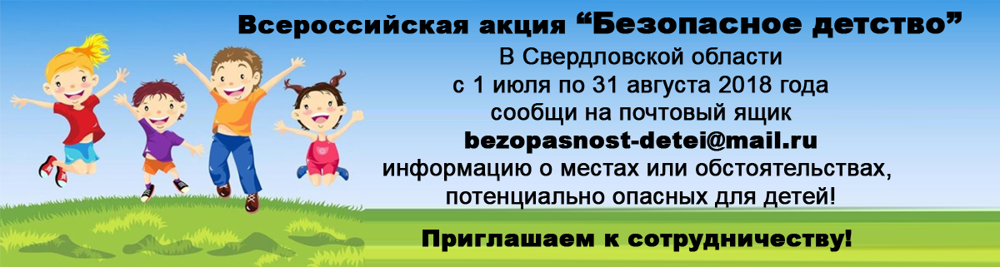 Всероссийская акция “Безопасное детство”
В Свердловской области
с 1 июля по 31 августа 2018 года
сообщи на почтовый ящик
bezopasnost-detei@mail.ru
информацию о местах или обстоятельствах,
потенциально опасных для детей!
Приглашаем к сотрудничеству!